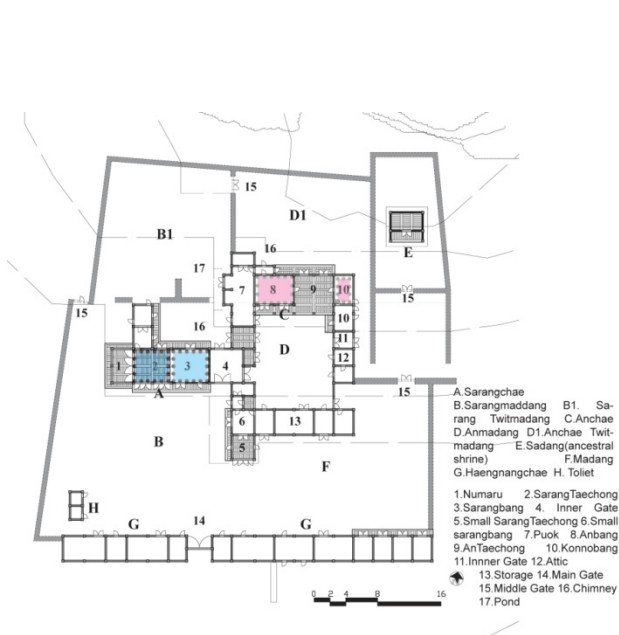 15
D1
B1
16
E
17
7
8
9
10
15
C
10
15
16
11
D
12
1
2
3
4
A
15
B
6
13
5
F
H
G
14
G
0 2 4 8 16
A.Sarangchae
B.Sarangmaddang B1. Sa-
rang Twitmadang C.Anchae
D.Anmadang D1.Anchae Twit-
madang E.Sadang(ancestral
shrine) F.Madang
G.Haengnangchae H. Toliet
1.Numaru 2.SarangTaechong
3.Sarangbang 4. Inner Gate
5.Small SarangTaechong 6.Small
sarangbang 7.Puok 8.Anbang
9.AnTaechong 10.Konnobang
11.Innner Gate 12.Attic
13.Storage 14.Main Gate
15.Middle Gate 16.Chimney
17.Pond